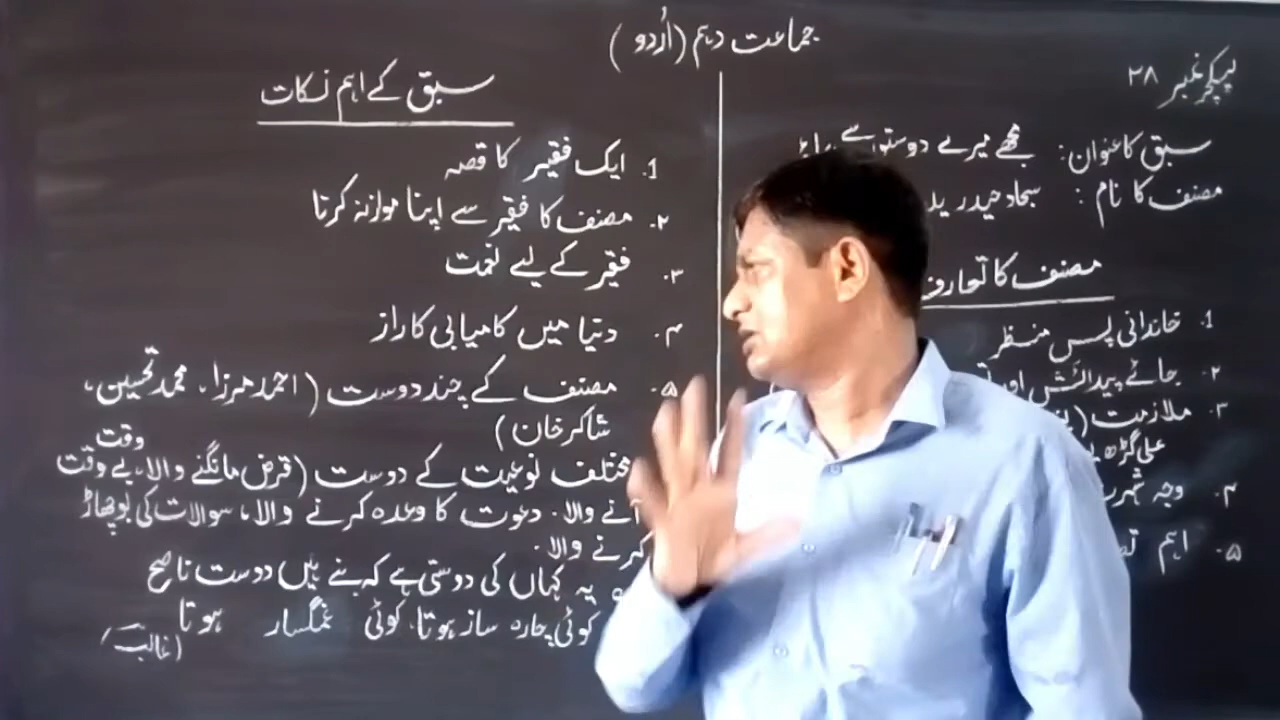 جماعت دہم (اُردو)
لیکچر نمبر ۲۸
سبق کا عنوان: مجھے میرے دوستوں سے
مصنف کا نام: سجاد حیدر
مصنف کا تعارف
1. خاندانی پس منظر
۲. جائے پیدائش اور
۳. ملازمت
علی گڑھ
۴. وجہ شہرت
۵. اہم
سبق کے اہم نکات
1. ایک فقیر کا قصہ
۲. مصنف کا فقیر سے اپنا موازنہ کرنا
۳. فقیر کے لیے نعمت
۴. دنیا میں کامیابی کا راز
۵. مصنف کے چند دوست (احمد مرزا، محمد تحسین،
شاکر خان)
مختلف نوعیت کے دوست (قرض مانگنے والا، بے وقت
وقت
آنے والا۔ دعوت کا وعدہ کرنے والا، سوالات کی بوچھاڑ
کرنے والا۔
یہ کہاں کی دوستی ہے کہ بنے ہیں دوست ناصح
کوئی چارہ ساز ہوتا، کوئی غمگسار ہوتا
(غالب)